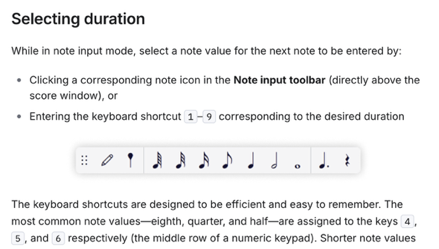 Selecting duration
While in note input mode, select a note value for the next note to be entered by:
• Clicking a corresponding note icon in the Note input toolbar (directly above the
score window), or
• Entering the keyboard shortcut 1–9 corresponding to the desired duration
The keyboard shortcuts are designed to be efficient and easy to remember. The
most common note values—eighth, quarter, and half—are assigned to the keys 4,
5, and 6 respectively (the middle row of a numeric keypad). Shorter note values